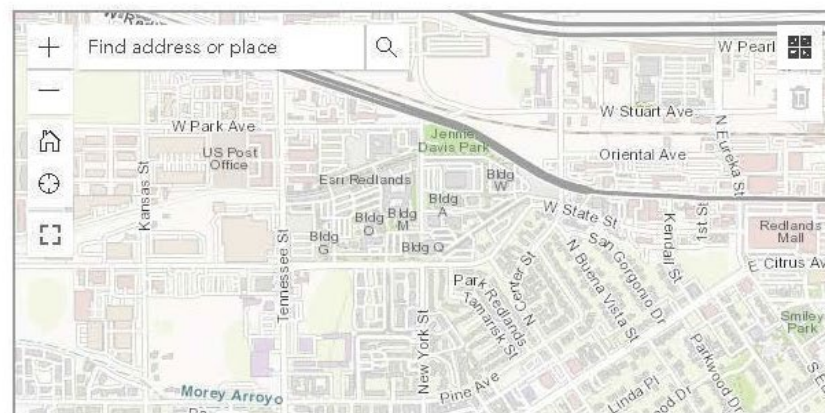 W Ra
Find address or place
W Pearl
W Stuart Ave
W Park Ave
N Eureka St
Jennie
Davis Park
US Post
Office
Oriental Ave
Esri Redlands
Bldg
W
Kansas St
Bldg
A
Bldg
O
Bldg
M
W State St
1st St
Kendall St
Redlands
Mall
Bldg
G
Bldg Q
Tennessee St
San Gorgonio Dr
E Citrus Av
N Center St
N Buena Vista St
Park Redlands
Tamarisk St
New York St
Smiley
Park
Parkwood Dr
Pine Ave
Linda Pl
Morey Arroyo
wood Dr
S E